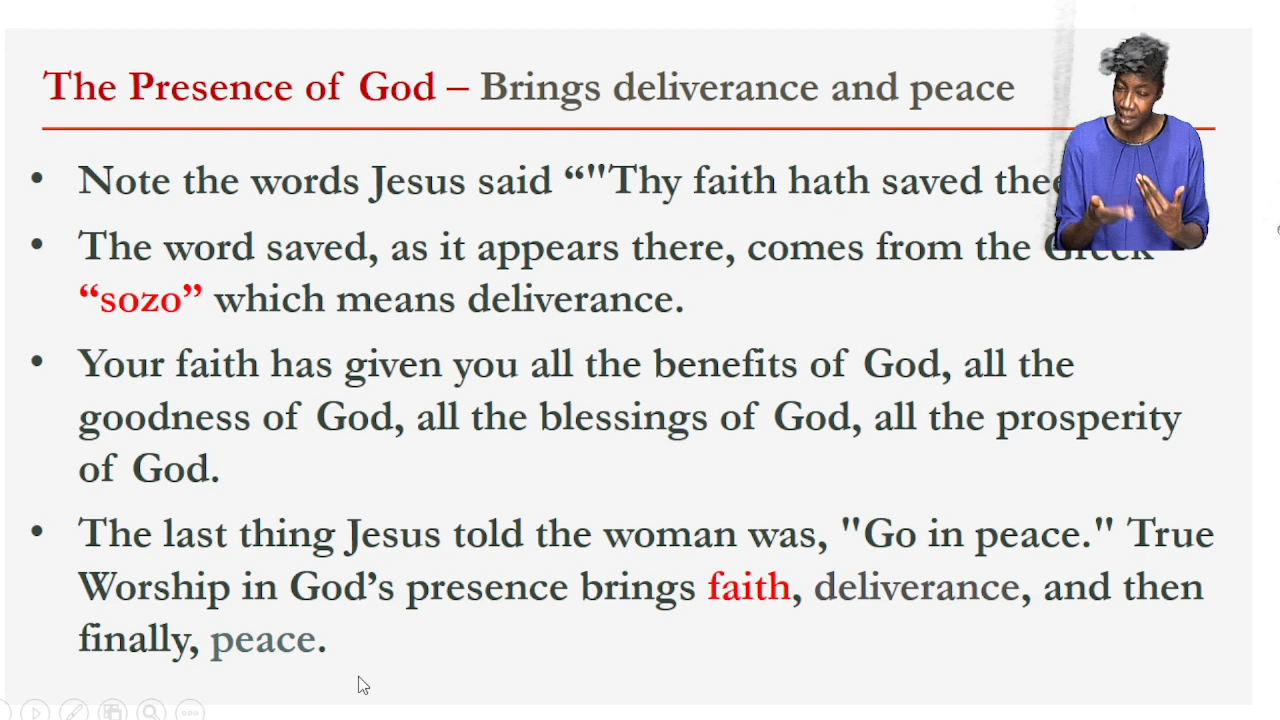 The Presence of God – Brings deliverance and peace
• Note the words Jesus said “"Thy faith hath saved thee
• The word saved, as it appears there, comes from the Greek
“sozo” which means deliverance.
• Your faith has given you all the benefits of God, all the
goodness of God, all the blessings of God, all the prosperity
of God.
• The last thing Jesus told the woman was, "Go in peace." True
Worship in God’s presence brings faith, deliverance, and then
finally, peace.